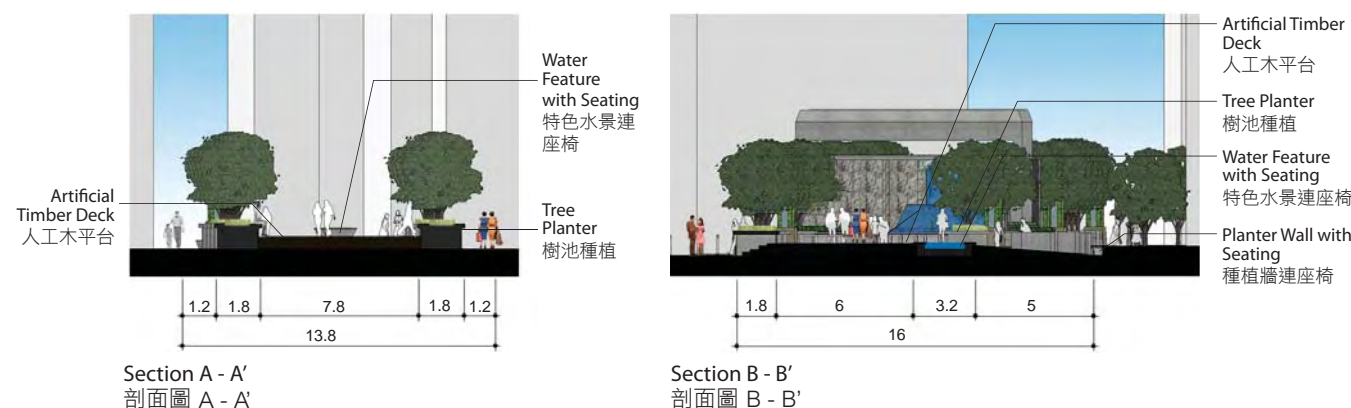 Water
Feature
with Seating
特色水景連
座椅
Artificial
Timber Deck
人工木平台
Tree
Planter
樹池種植
1.2
1.8
7.8
1.8
1.2
13.8
Section A - A'
剖面圖 A - A'
Artificial Timber
Deck
人工木平台
Tree Planter
樹池種植
Water Feature
with Seating
特色水景連座椅
Planter Wall with
Seating
種植牆連座椅
1.8
6
3.2
5
16
Section B - B'
剖面圖 B - B'